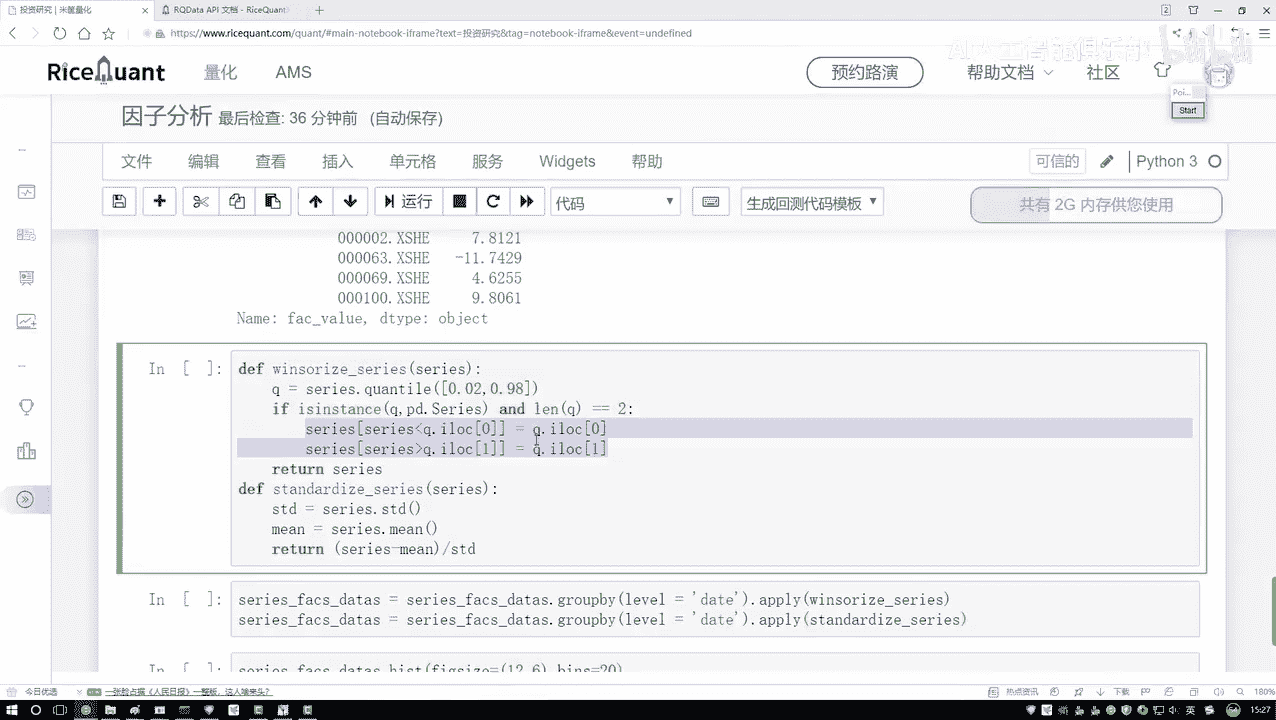 投资研究 | 米筐量化
RQData API 文档 - RiceQuant
https://www.ricequant.com/quant/#main-notebook-iframe?text=投资研究&tag=notebook-iframe&event=undefined
RiceQuant
量化
AMS
预约路演
帮助文档
社区
Start
因子分析 最后检查: 36 分钟前 (自动保存)
文件 编辑 查看 插入 单元格 服务 Widgets 帮助
可信的
Python 3
运行
代码
生成回测代码模板
共有 2G 内存供您使用
000002.XSHE 7.8121
000063.XSHE -11.7429
000069.XSHE 4.6255
000100.XSHE 9.8061
Name: fac_value, dtype: object
In [ ]:
def winsorize_series(series):
    q = series.quantile([0.02,0.98])
    if isinstance(q,pd.Series) and len(q) == 2:
        series[series<q.iloc[0]] = q.iloc[0]
        series[series>q.iloc[1]] = q.iloc[1]
    return series
def standardize_series(series):
    std = series.std()
    mean = series.mean()
    return (series-mean)/std
In [ ]:
series_facs_datas = series_facs_datas.groupby(level = 'date').apply(winsorize_series)
series_facs_datas = series_facs_datas.groupby(level = 'date').apply(standardize_series)
In [ ]:
series_facs_datas.hist(figsize=(12,6),bins=20)
今日优选
一张脸占据《人民日报》一整版，这人啥来头？
热点资讯
下载
180%
英
15:27